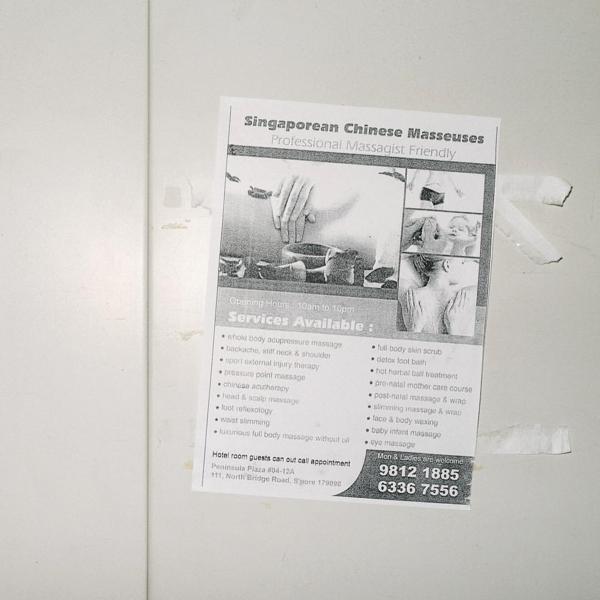 Singaporean Chinese Masseuses
Professional Massagist Friendly
Opening Hours : 10am to 10pm
Services Available :
• whole body acupressure massage
• backache, stiff neck & shoulder
• sport external injury therapy
• pressure point massage
• chinese acutherapy
• head & scalp massage
• foot reflexology
• waist slimming
• luxurious full body massage without oil
• full body skin scrub
• detox foot bath
• hot herbal ball treatment
• pre-natal mother care course
• post-natal massage & wrap
• slimming massage & wrap
• face & body waxing
• baby infant massage
• eye massage
Hotel room guests can out call appointment
Peninsula Plaza #04-12A
111, North Bridge Road, S'pore 179098
Men & Ladies are welcome
9812 1885
6336 7556